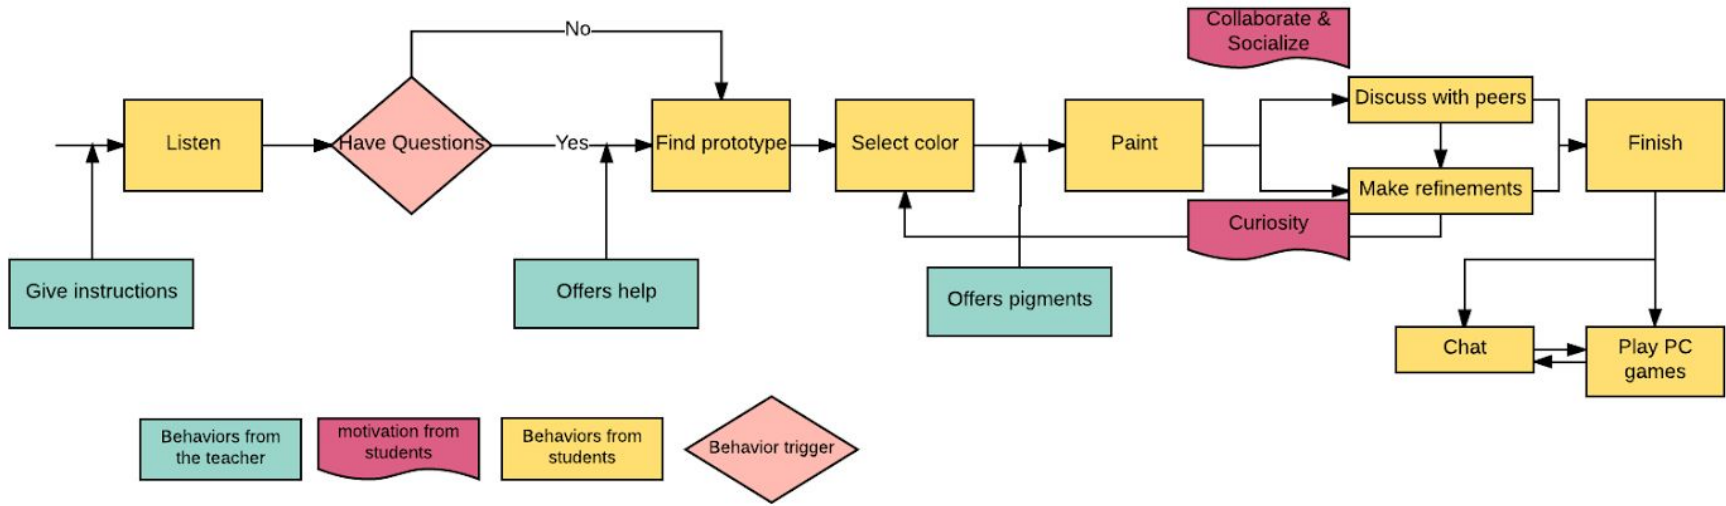 Collaborate &
Socialize
No
Discuss with peers
Listen
Have Questions
Yes
Find prototype
Select color
Paint
Finish
Make refinements
Curiosity
Give instructions
Offers help
Offers pigments
Chat
Play PC
games
Behaviors from
the teacher
motivation from
students
Behaviors from
students
Behavior trigger